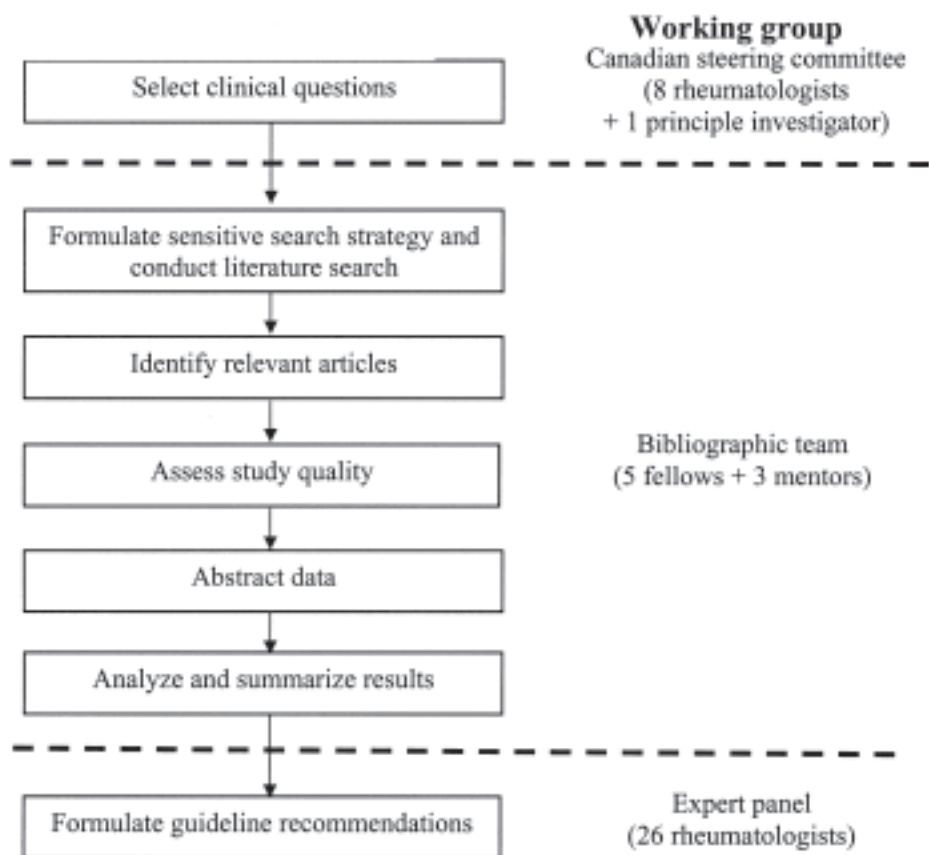 Working group
Canadian steering committee
(8 rheumatologists
+ 1 principle investigator)
Select clinical questions
Formulate sensitive search strategy and
conduct literature search
Identify relevant articles
Assess study quality
Bibliographic team
(5 fellows + 3 mentors)
Abstract data
Analyze and summarize results
Formulate guideline recommendations
Expert panel
(26 rheumatologists)